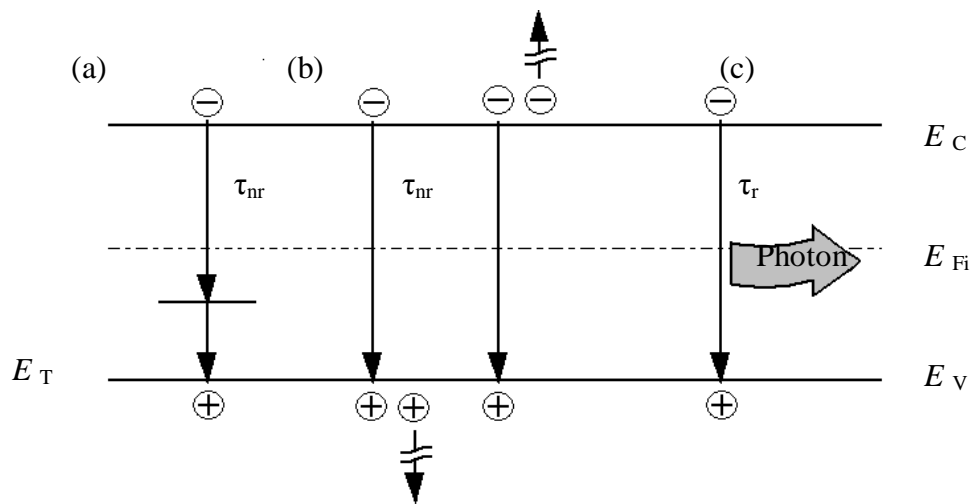 (a) (b) (c)
E C
τnr τnr τr
Photon E Fi
E T E V